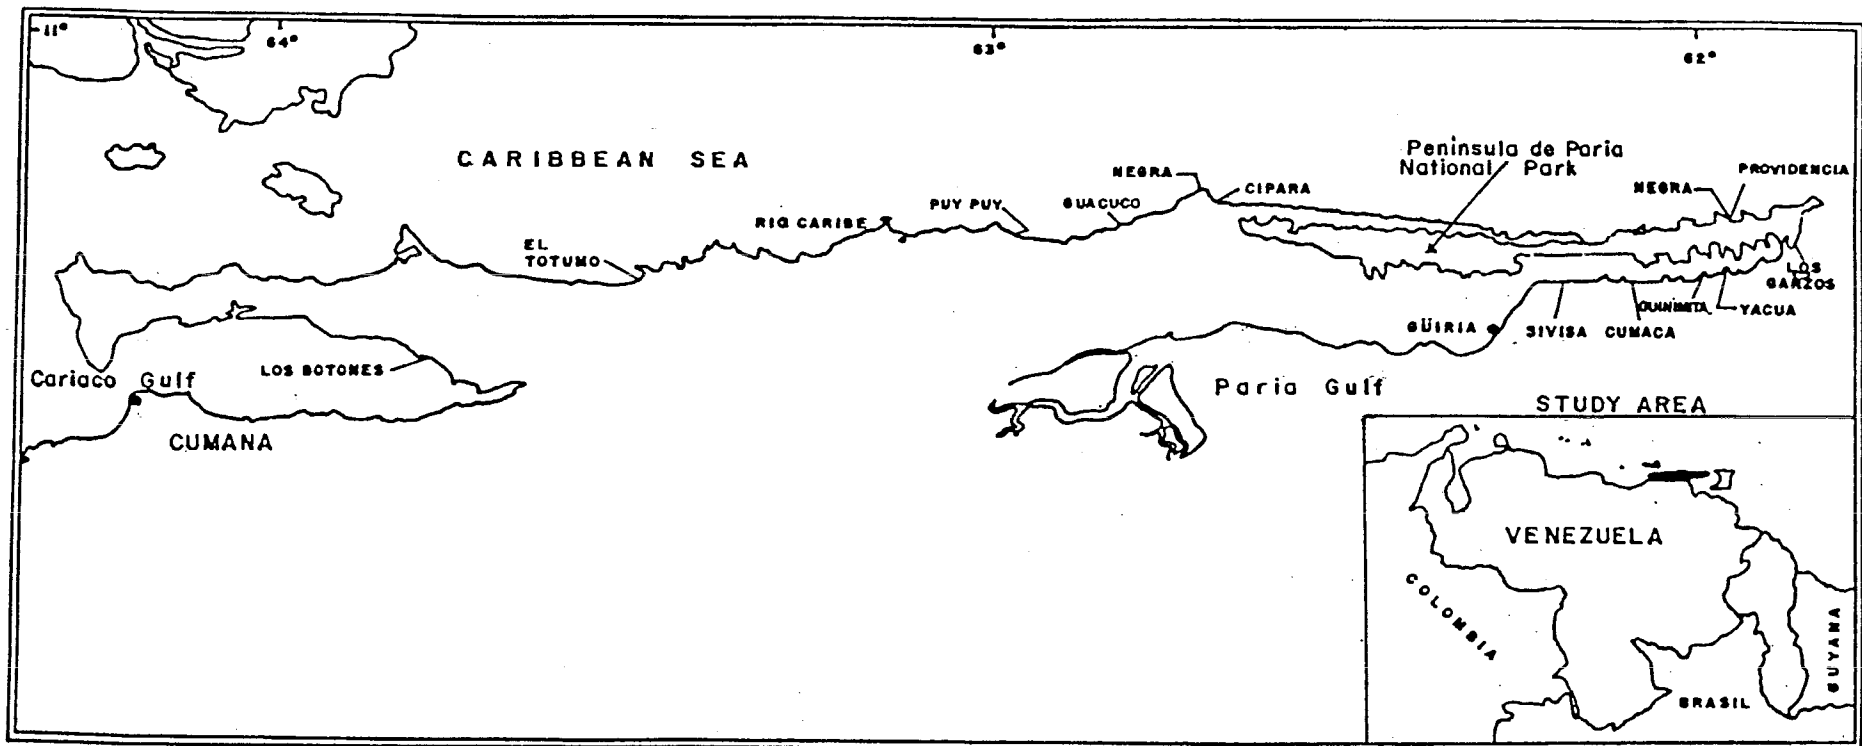 11°
64°
63°
62°
CARIBBEAN SEA
Peninsula de Paria
National Park
NEGRA
CIPARA
NEGRA
PROVIDENCIA
PUY PUY
GUACUCO
RIO CARIBE
EL
TOTUMO
LOS
GARZOS
QUINIMITA
YACUA
GÜIRIA
SIVISA
CUMACA
LOS BOTONES
Cariaco Gulf
Paria Gulf
CUMANA
STUDY AREA
VENEZUELA
COLOMBIA
GUYANA
BRASIL